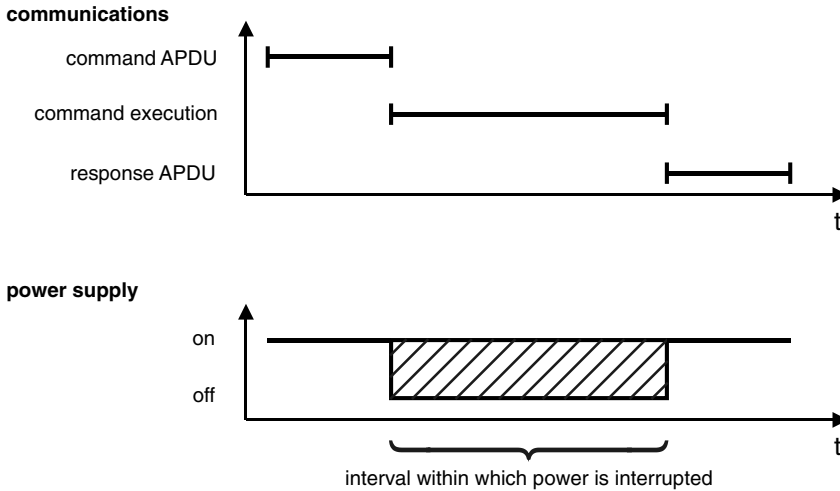 communications
command APDU
command execution
response APDU
t
power supply
on
off
t
interval within which power is interrupted